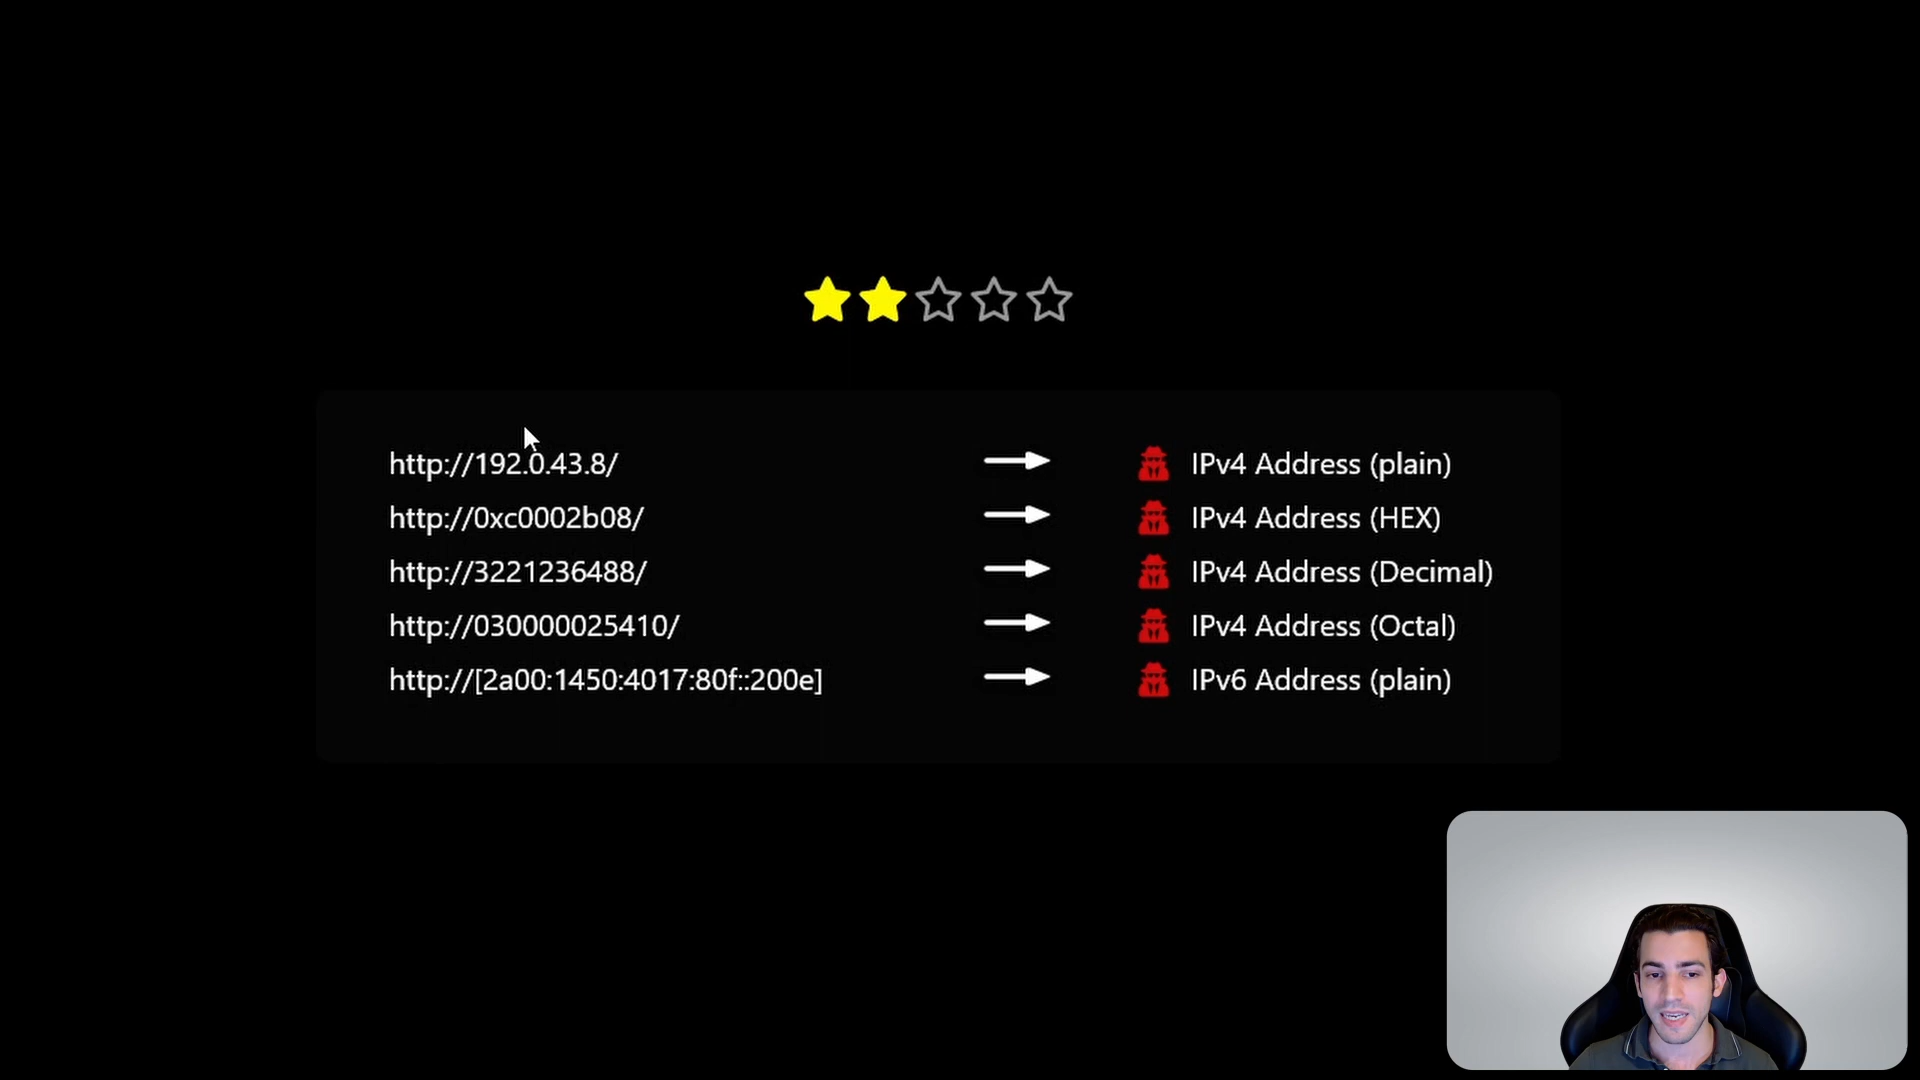 http://192.0.43.8/ IPv4 Address (plain)
http://0xc0002b08/ IPv4 Address (HEX)
http://3221236488/ IPv4 Address (Decimal)
http://030000025410/ IPv4 Address (Octal)
http://[2a00:1450:4017:80f::200e] IPv6 Address (plain)